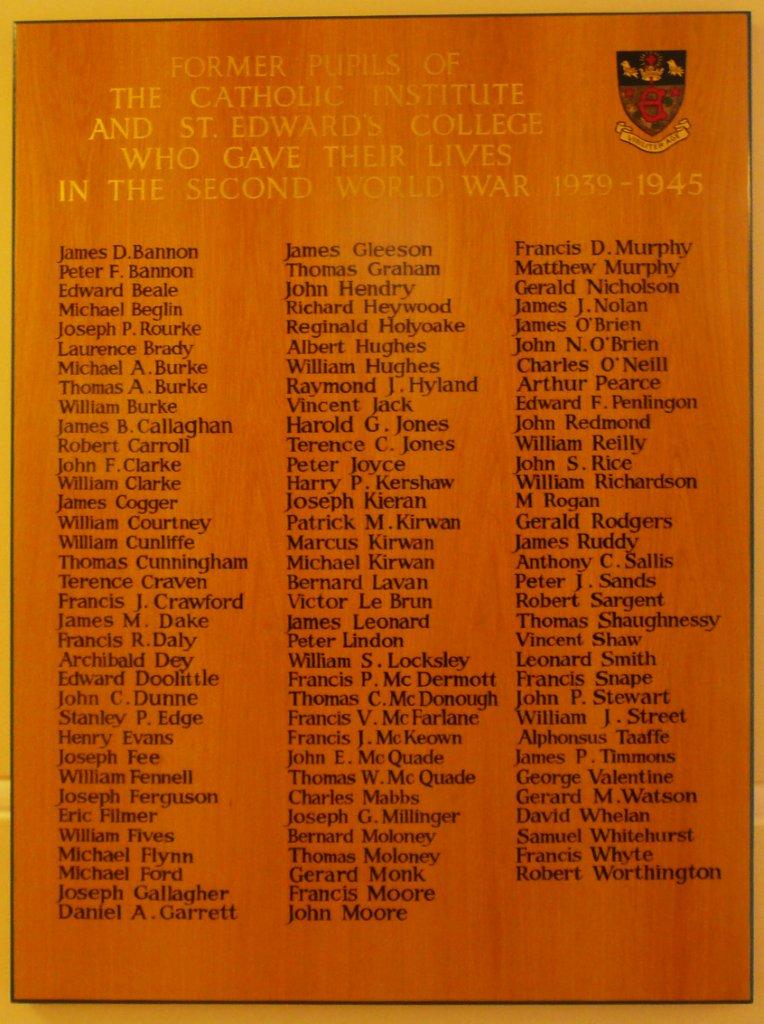 FORMER PUPILS OF
THE CATHOLIC INSTITUTE
AND ST. EDWARD'S COLLEGE
WHO GAVE THEIR LIVES
IN THE SECOND WORLD WAR 1939-1945
VIRILITER AGE
James D. Bannon
Peter F. Bannon
Edward Beale
Michael Beglin
Joseph P. Rourke
Laurence Brady
Michael A. Burke
Thomas A. Burke
William Burke
James B. Callaghan
Robert Carroll
John F. Clarke
William Clarke
James Cogger
William Courtney
William Cunliffe
Thomas Cunningham
Terence Craven
Francis J. Crawford
James M. Dake
Francis R. Daly
Archibald Dey
Edward Doolittle
John C. Dunne
Stanley P. Edge
Henry Evans
Joseph Fee
William Fennell
Joseph Ferguson
Eric Filmer
William Fives
Michael Flynn
Michael Ford
Joseph Gallagher
Daniel A. Garrett
James Gleeson
Thomas Graham
John Hendry
Richard Heywood
Reginald Holyoake
Albert Hughes
William Hughes
Raymond J. Hyland
Vincent Jack
Harold G. Jones
Terence C. Jones
Peter Joyce
Harry P. Kershaw
Joseph Kieran
Patrick M. Kirwan
Marcus Kirwan
Michael Kirwan
Bernard Lavan
Victor Le Brun
James Leonard
Peter Lindon
William S. Locksley
Francis P. Mc Dermott
Thomas C. Mc Donough
Francis V. Mc Farlane
Francis J. Mc Keown
John E. Mc Quade
Thomas W. Mc Quade
Charles Mabbs
Joseph G. Millinger
Bernard Moloney
Thomas Moloney
Gerard Monk
Francis Moore
John Moore
Francis D. Murphy
Matthew Murphy
Gerald Nicholson
James J. Nolan
James O'Brien
John N. O'Brien
Charles O'Neill
Arthur Pearce
Edward F. Penlington
John Redmond
William Reilly
John S. Rice
William Richardson
M Rogan
Gerald Rodgers
James Ruddy
Anthony C. Sallis
Peter J. Sands
Robert Sargent
Thomas Shaughnessy
Vincent Shaw
Leonard Smith
Francis Snape
John P. Stewart
William J. Street
Alphonsus Taaffe
James P. Timmons
George Valentine
Gerard M. Watson
David Whelan
Samuel Whitehurst
Francis Whyte
Robert Worthington